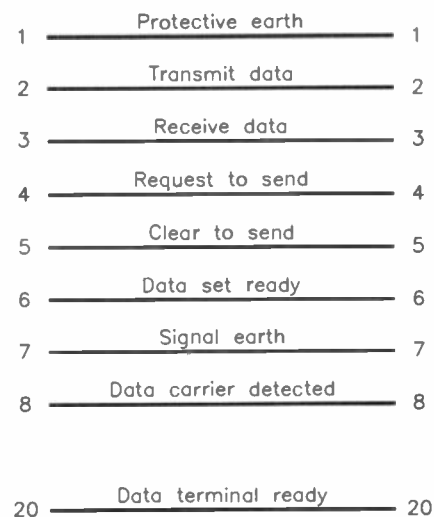 Protective earth
1 1
Transmit data
2 2
Receive data
3 3
Request to send
4 4
Clear to send
5 5
Data set ready
6 6
Signal earth
7 7
Data carrier detected
8 8
Data terminal ready
20 20